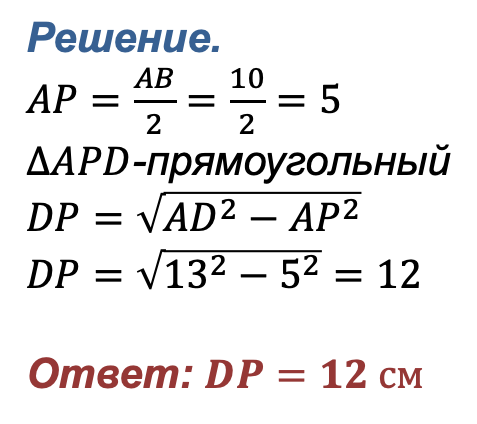 Решение.
AP = AB/2 = 10/2 = 5
ΔAPD-прямоугольный
DP = √AD² − AP²
DP = √13² − 5² = 12
Ответ: DP = 12 см